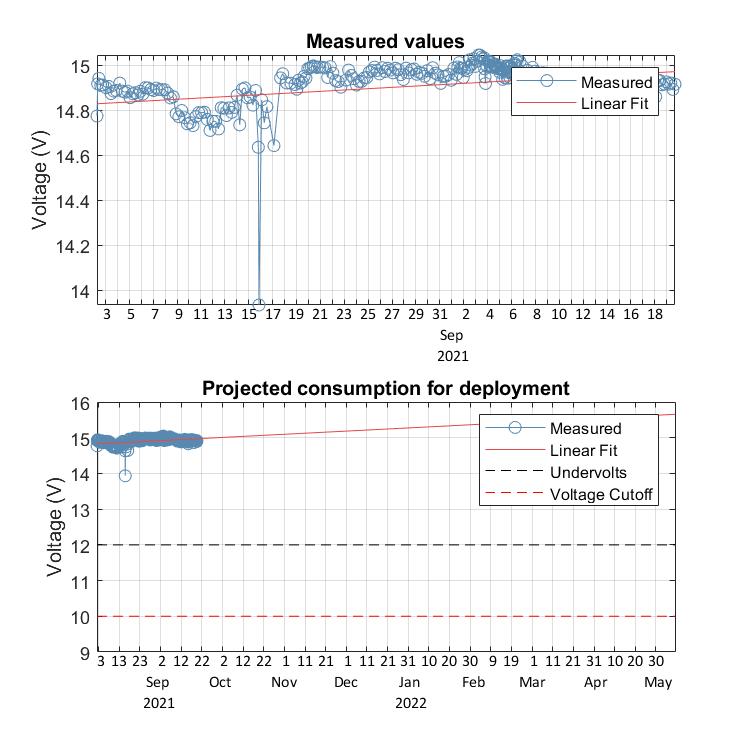 Measured values
15
14.8
14.6
14.4
14.2
14
Voltage (V)
Measured
Linear Fit
3 5 7 9 11 13 15 17 19 21 23 25 27 29 31 2 4 6 8 10 12 14 16 18
Sep
2021
Projected consumption for deployment
16
15
14
13
12
11
10
9
Voltage (V)
Measured
Linear Fit
Undervolts
Voltage Cutoff
3 13 23 2 12 22 2 12 22 1 11 21 1 11 21 31 10 20 30 9 19 1 11 21 31 10 20 30
Sep Oct Nov Dec Jan Feb Mar Apr May
2021 2022